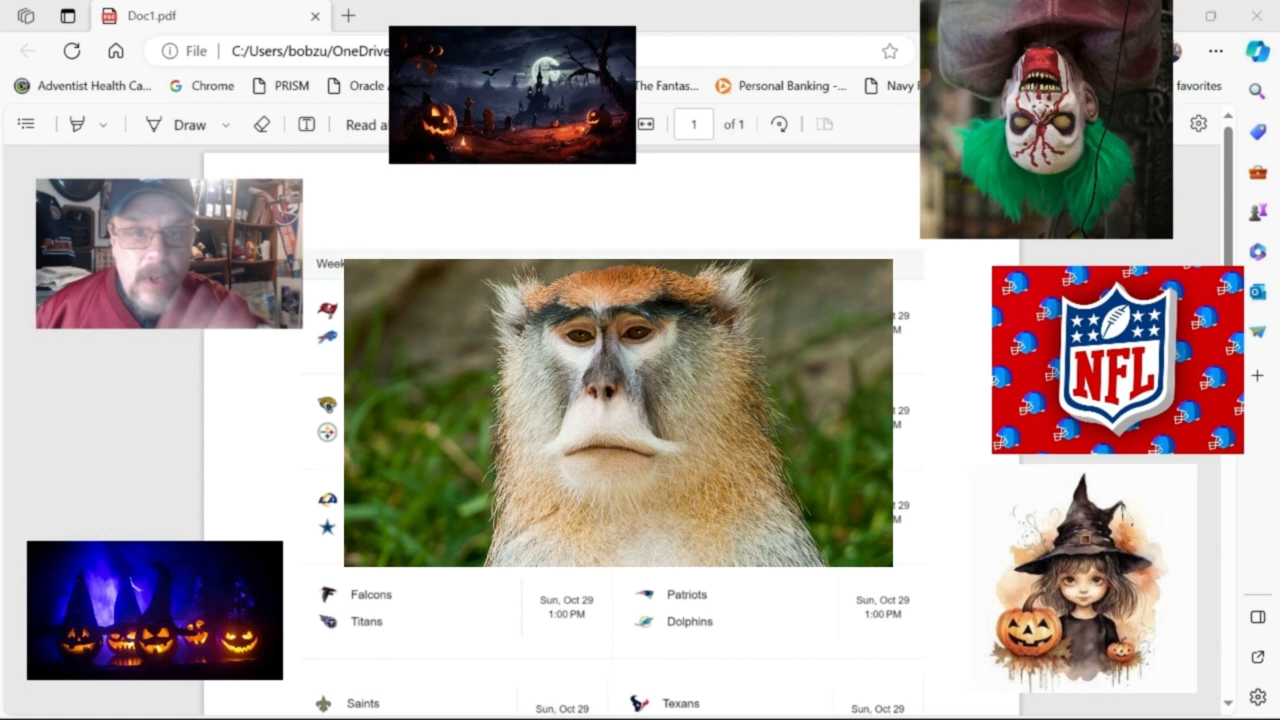 Doc1.pdf
File C:/Users/bobzu/OneDrive
Adventist Health Ca... Chrome PRISM Oracle The Fantas... Personal Banking -... Navy favorites
Draw Read a 1 of 1
Week
NFL
Falcons
Titans
Sun, Oct 29
1:00 PM
Patriots
Dolphins
Sun, Oct 29
1:00 PM
Saints
Sun, Oct 29
Texans
Sun, Oct 29